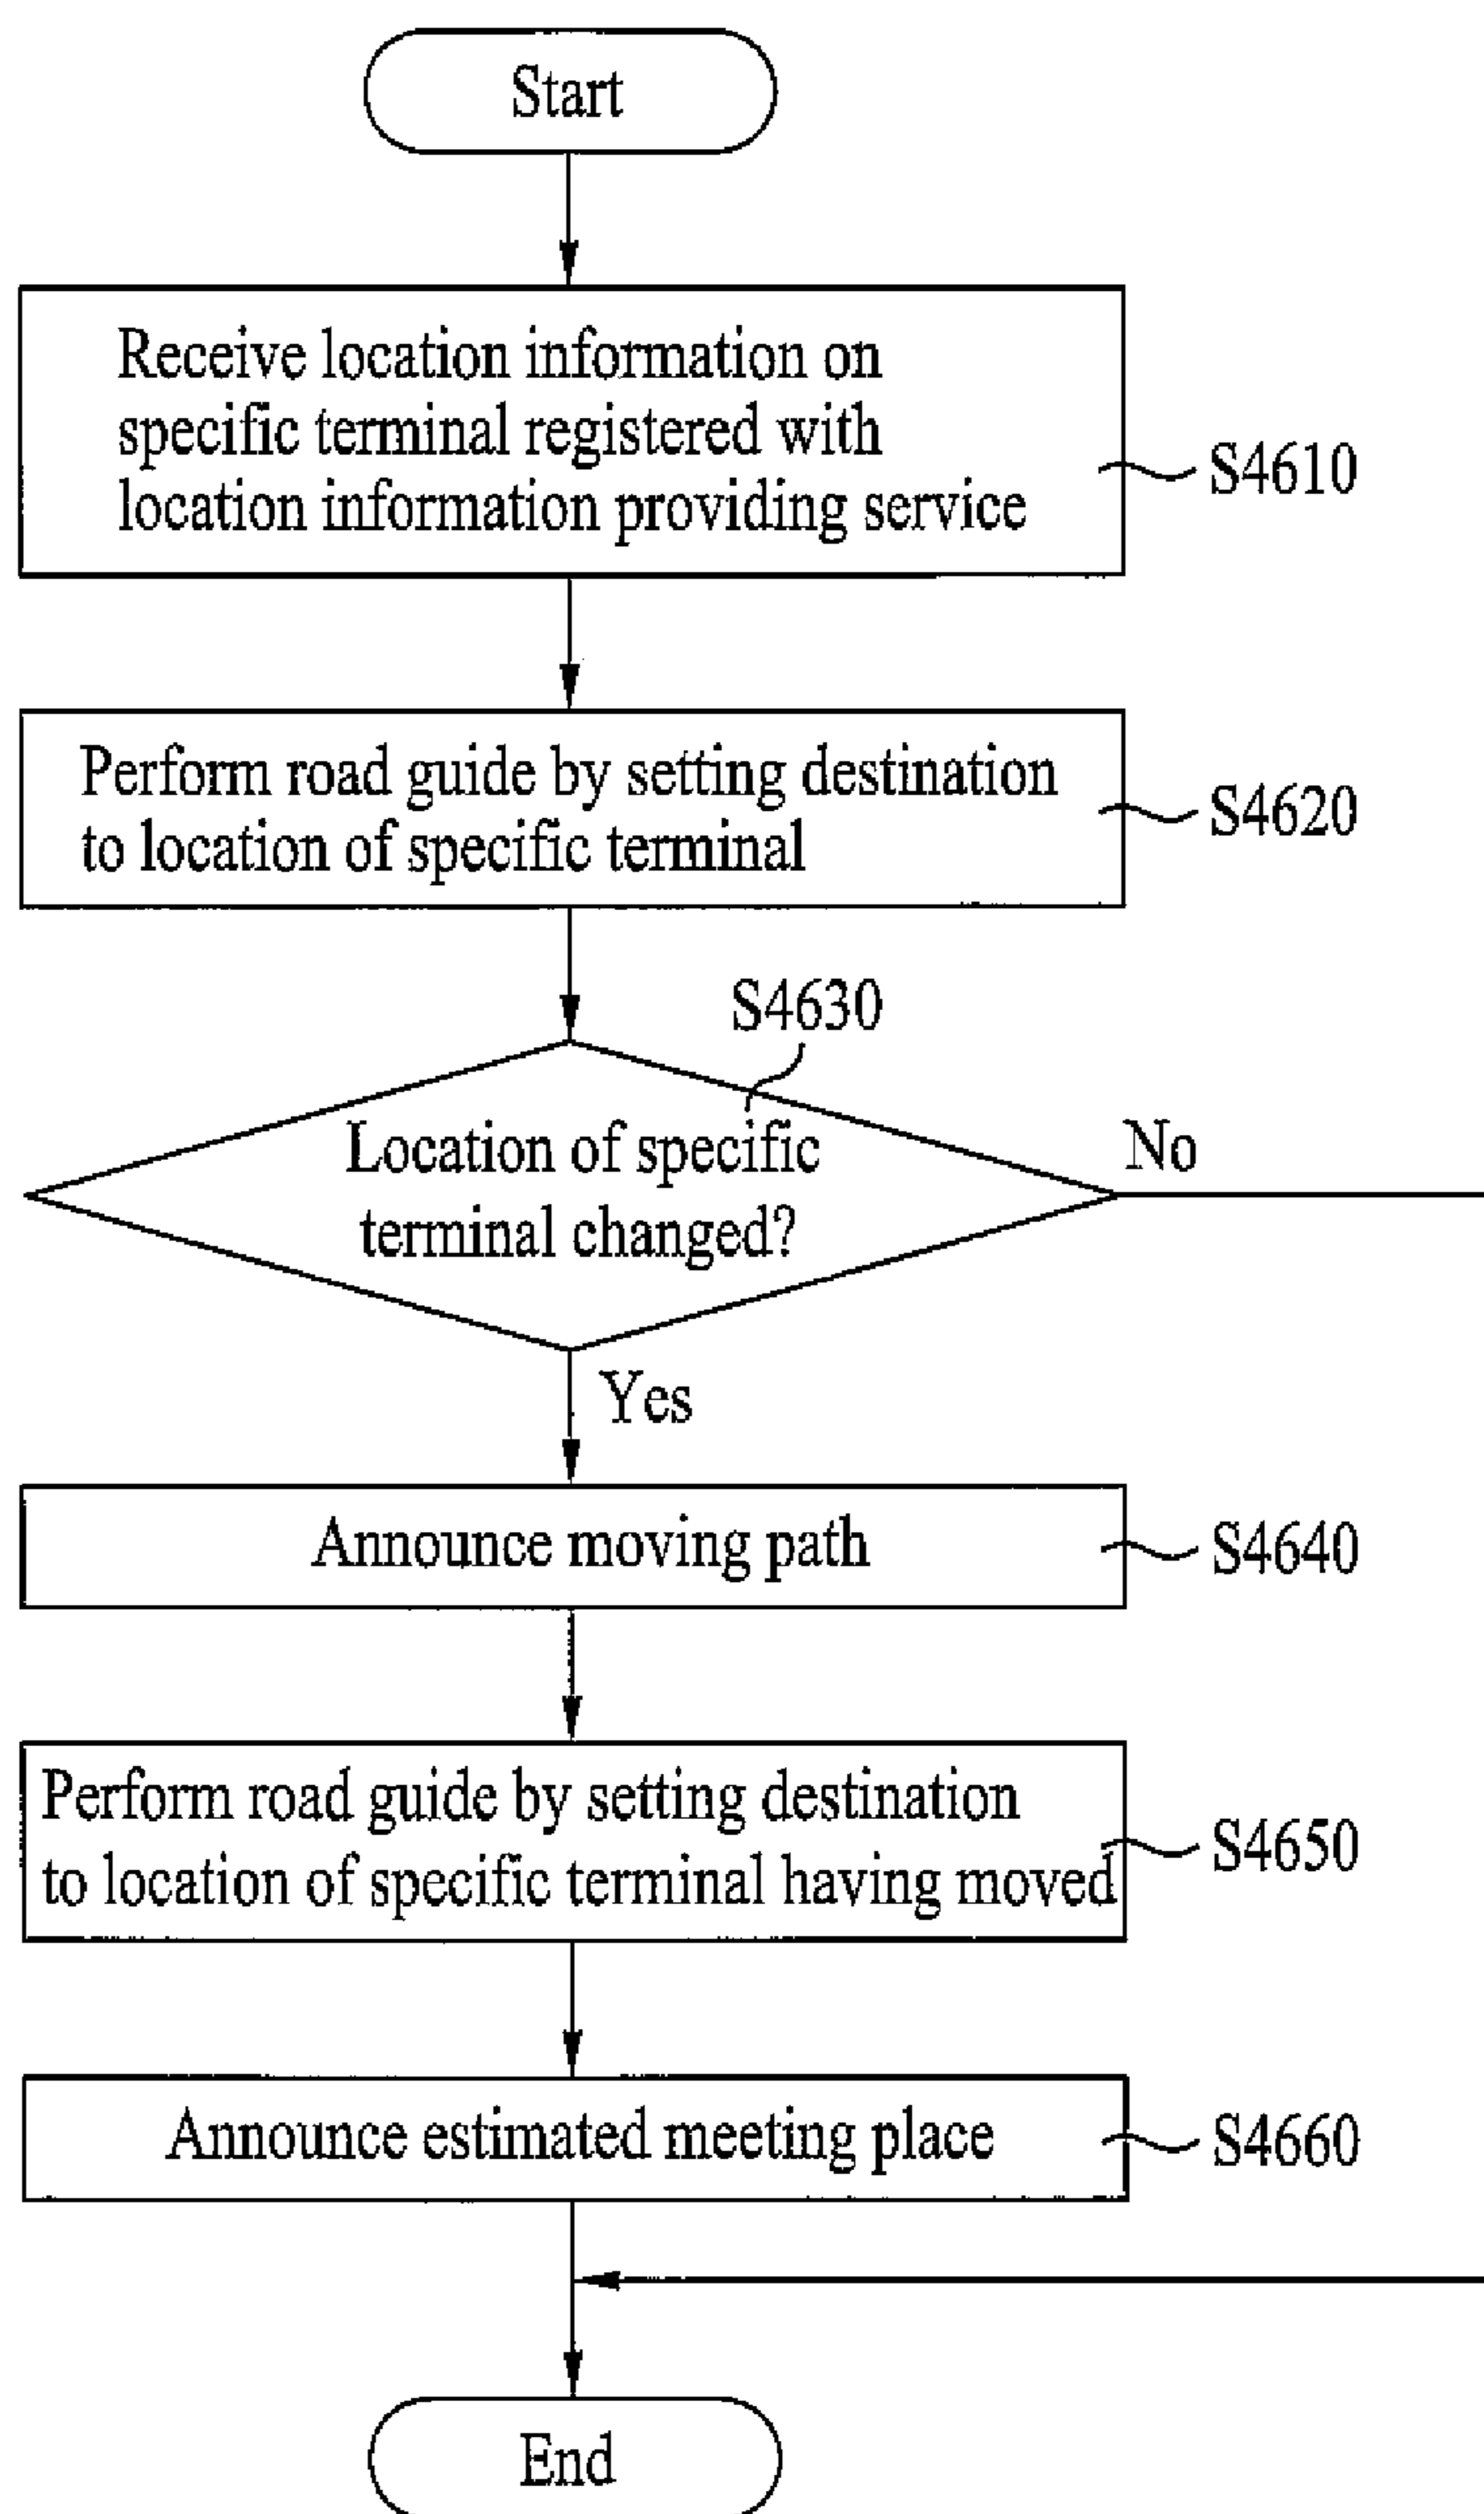 Start
Receive location information on
specific terminal registered with
location information providing service
S4610
Perform road guide by setting destination
to location of specific terminal
S4620
S4630
Location of specific
terminal changed?
No
Yes
Announce moving path
S4640
Perform road guide by setting destination
to location of specific terminal having moved
S4650
Announce estimated meeting place
S4660
End